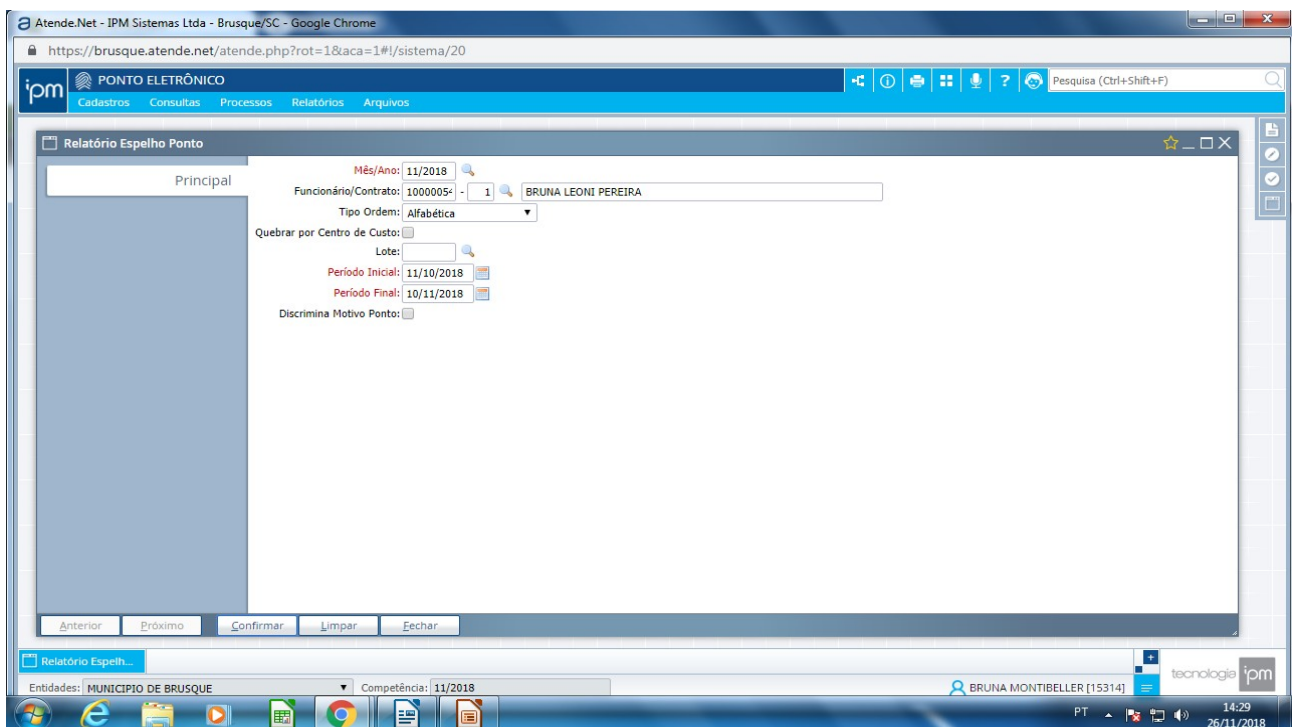 Atende.Net - IPM Sistemas Ltda - Brusque/SC - Google Chrome
https://brusque.atende.net/atende.php?rot=1&aca=1#!/sistema/20
ipm PONTO ELETRÔNICO
Pesquisa (Ctrl+Shift+F)
Cadastros Consultas Processos Relatórios Arquivos
Relatório Espelho Ponto
Principal
Mês/Ano: 11/2018
Funcionário/Contrato: 10000054 - 1 BRUNA LEONI PEREIRA
Tipo Ordem: Alfabética
Quebrar por Centro de Custo:
Lote:
Período Inicial: 11/10/2018
Período Final: 10/11/2018
Discrimina Motivo Ponto:
Anterior Próximo Confirmar Limpar Fechar
Relatório Espelh...
tecnologia ipm
Entidades: MUNICIPIO DE BRUSQUE Competência: 11/2018 BRUNA MONTIBELLER [15314]
PT 14:29
26/11/2018